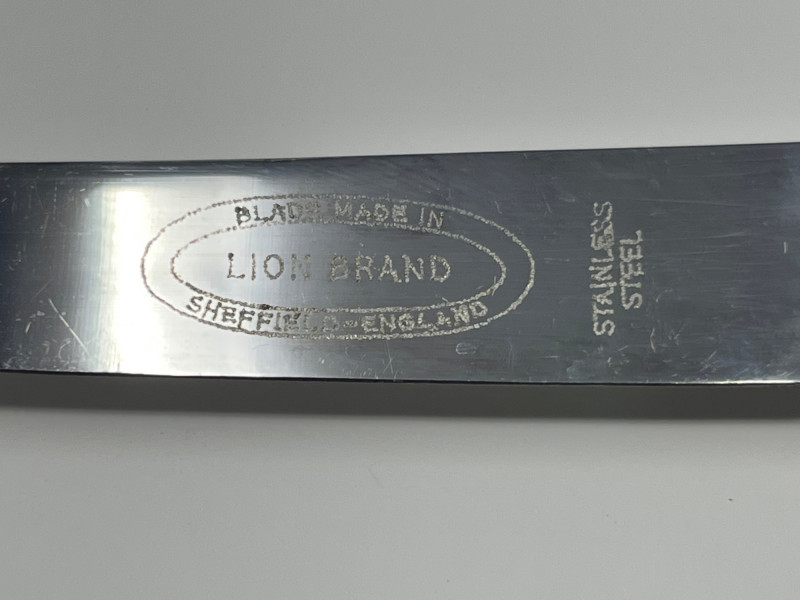 BLADE MADE IN
LION BRAND
SHEFFIELD-ENGLAND
STAINLESS
STEEL